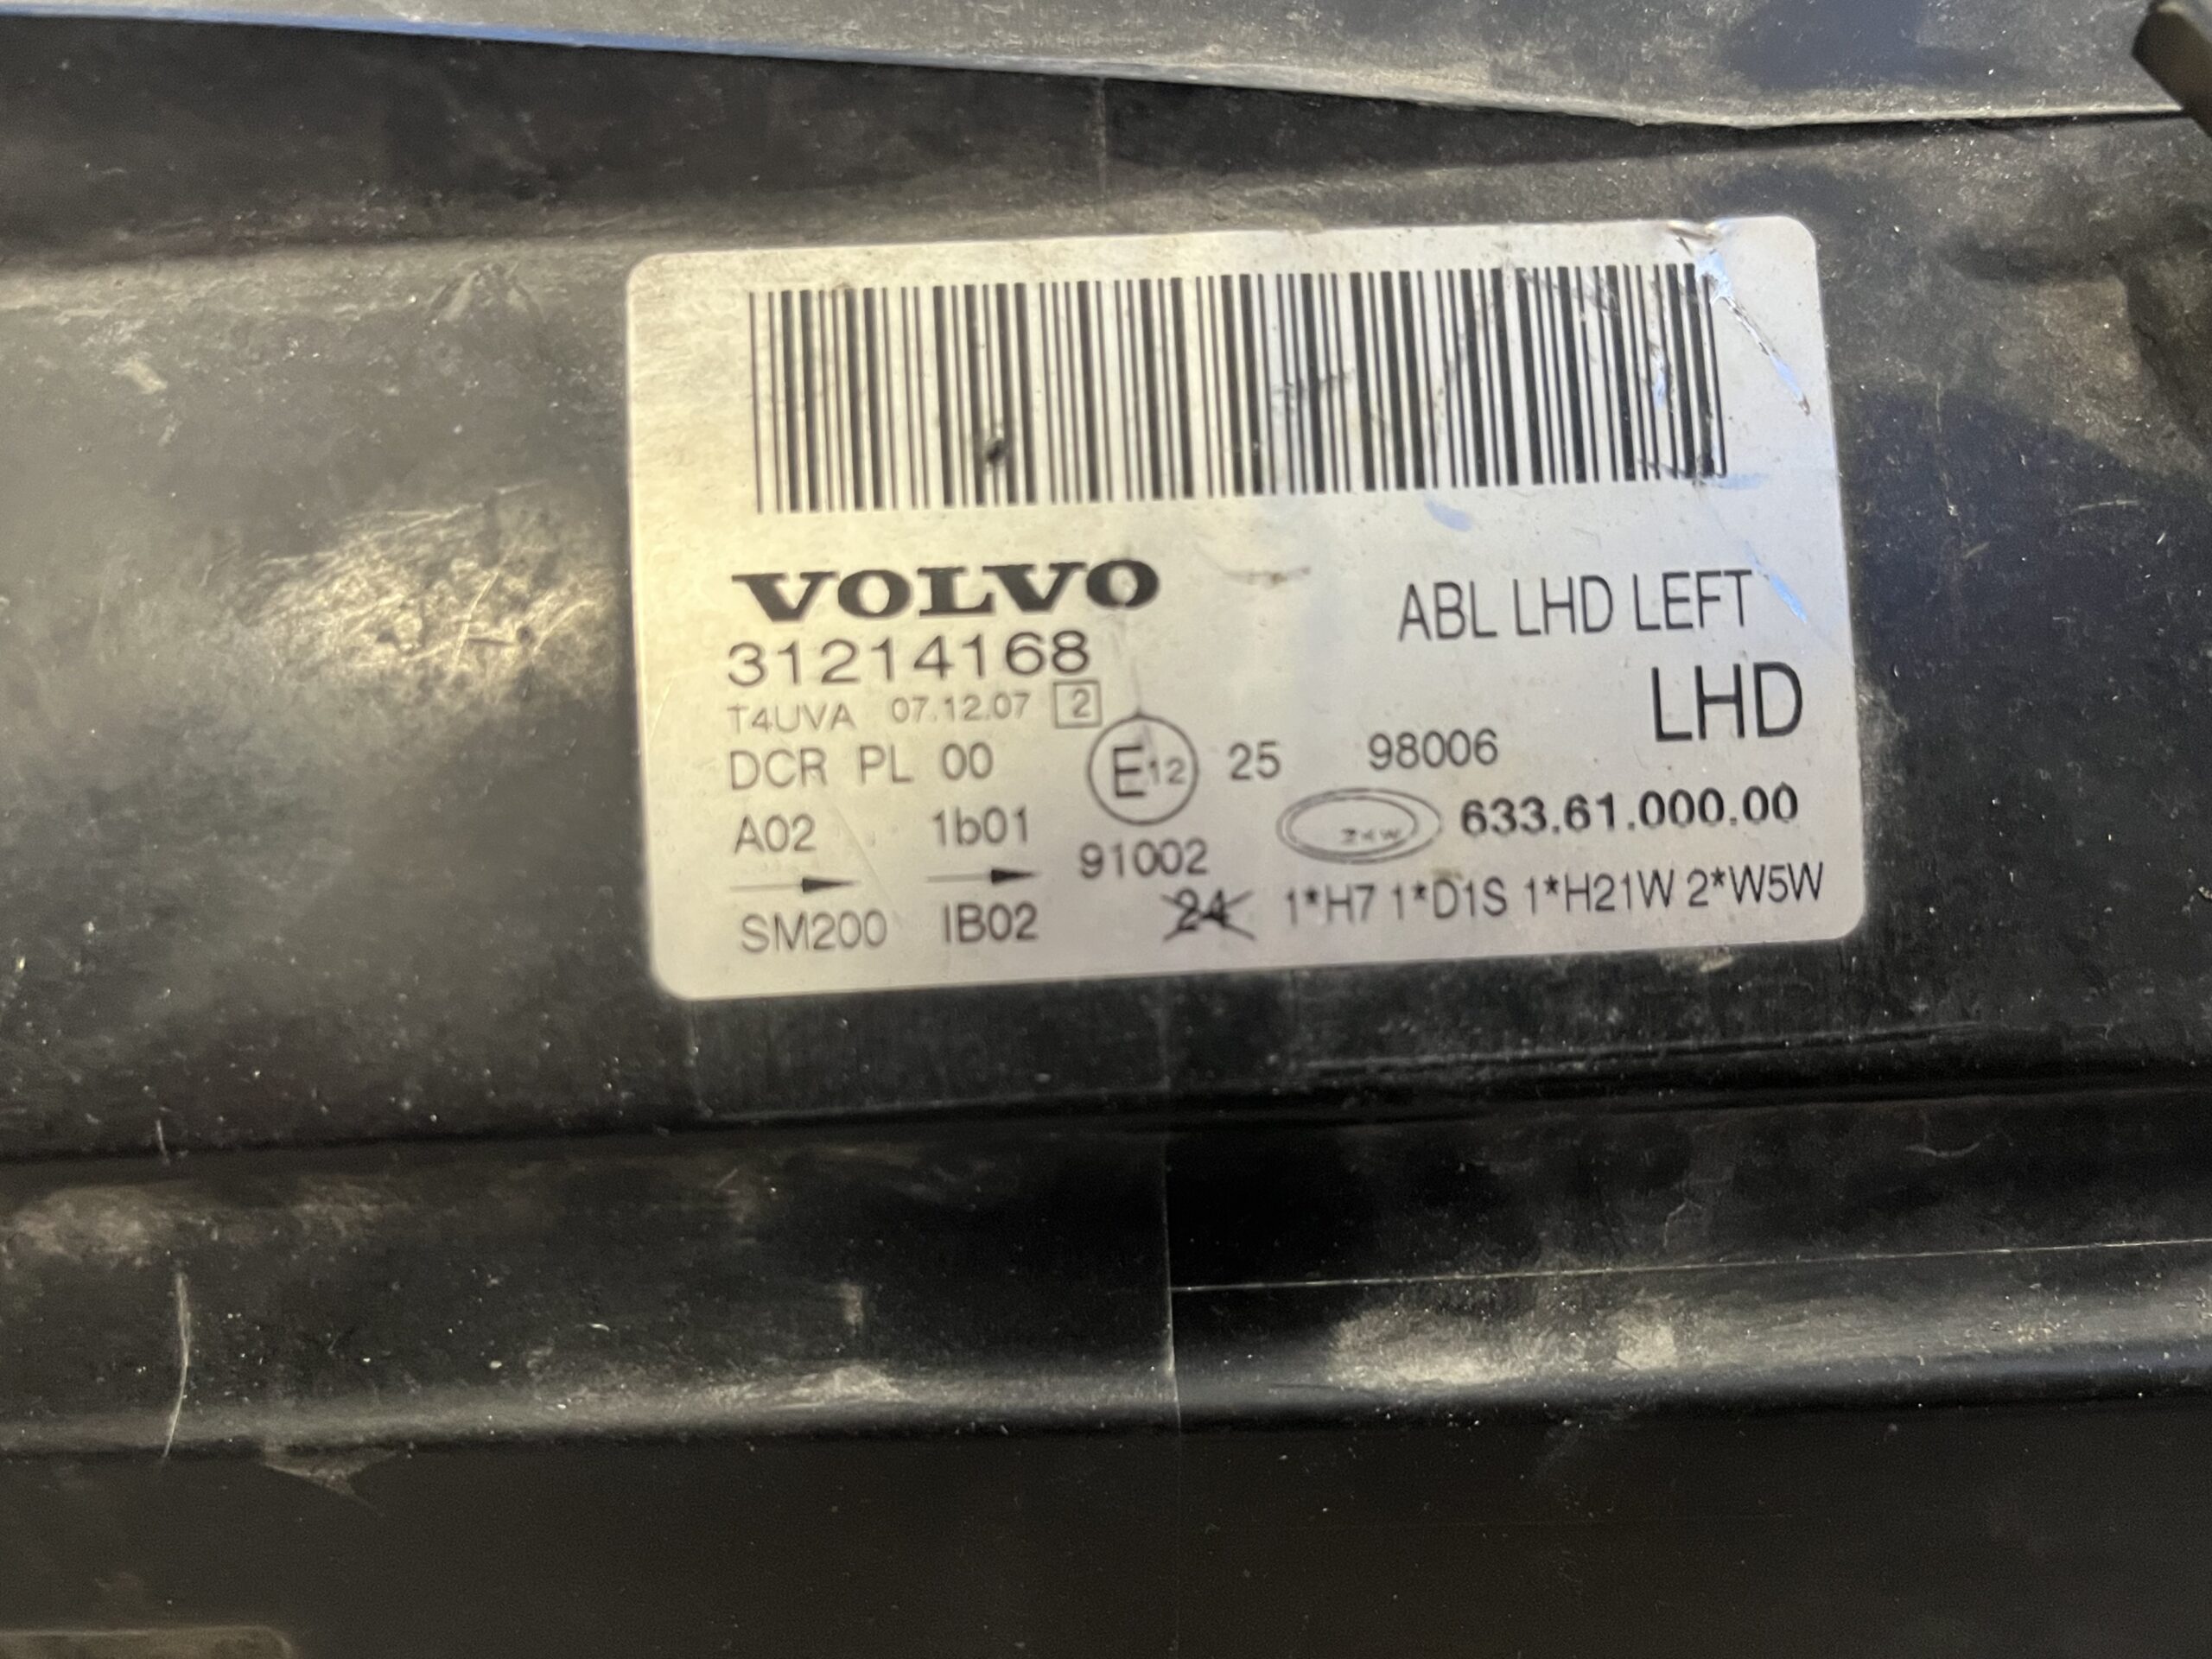 VOLVO
ABL LHD LEFT
31214168
LHD
T4UVA 07.12.07 2
DCR PL 00
E12 25 98006
A02 1b01
91002
ZKW 633.61.000.00
SM200 IB02
24 1*H7 1*D1S 1*H21W 2*W5W